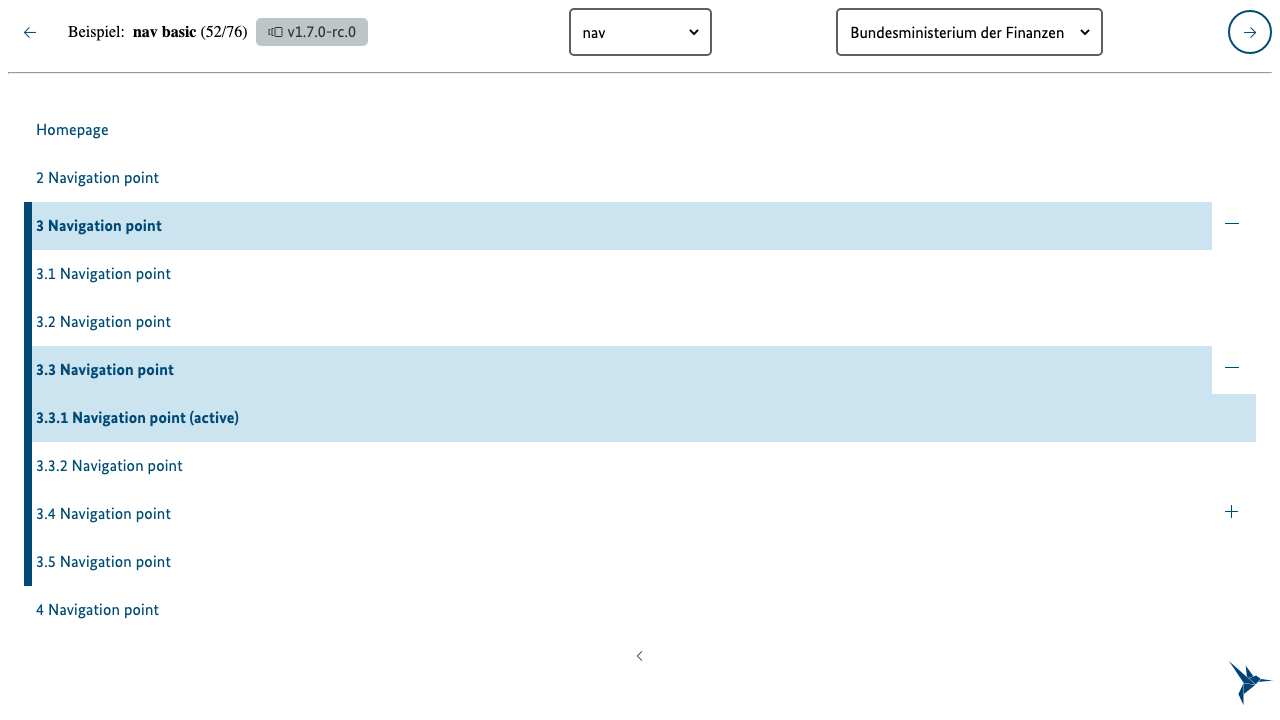 Beispiel: nav basic (52/76) v1.7.0-rc.0 nav Bundesministerium der Finanzen
Homepage
2 Navigation point
3 Navigation point
3.1 Navigation point
3.2 Navigation point
3.3 Navigation point
3.3.1 Navigation point (active)
3.3.2 Navigation point
3.4 Navigation point
3.5 Navigation point
4 Navigation point